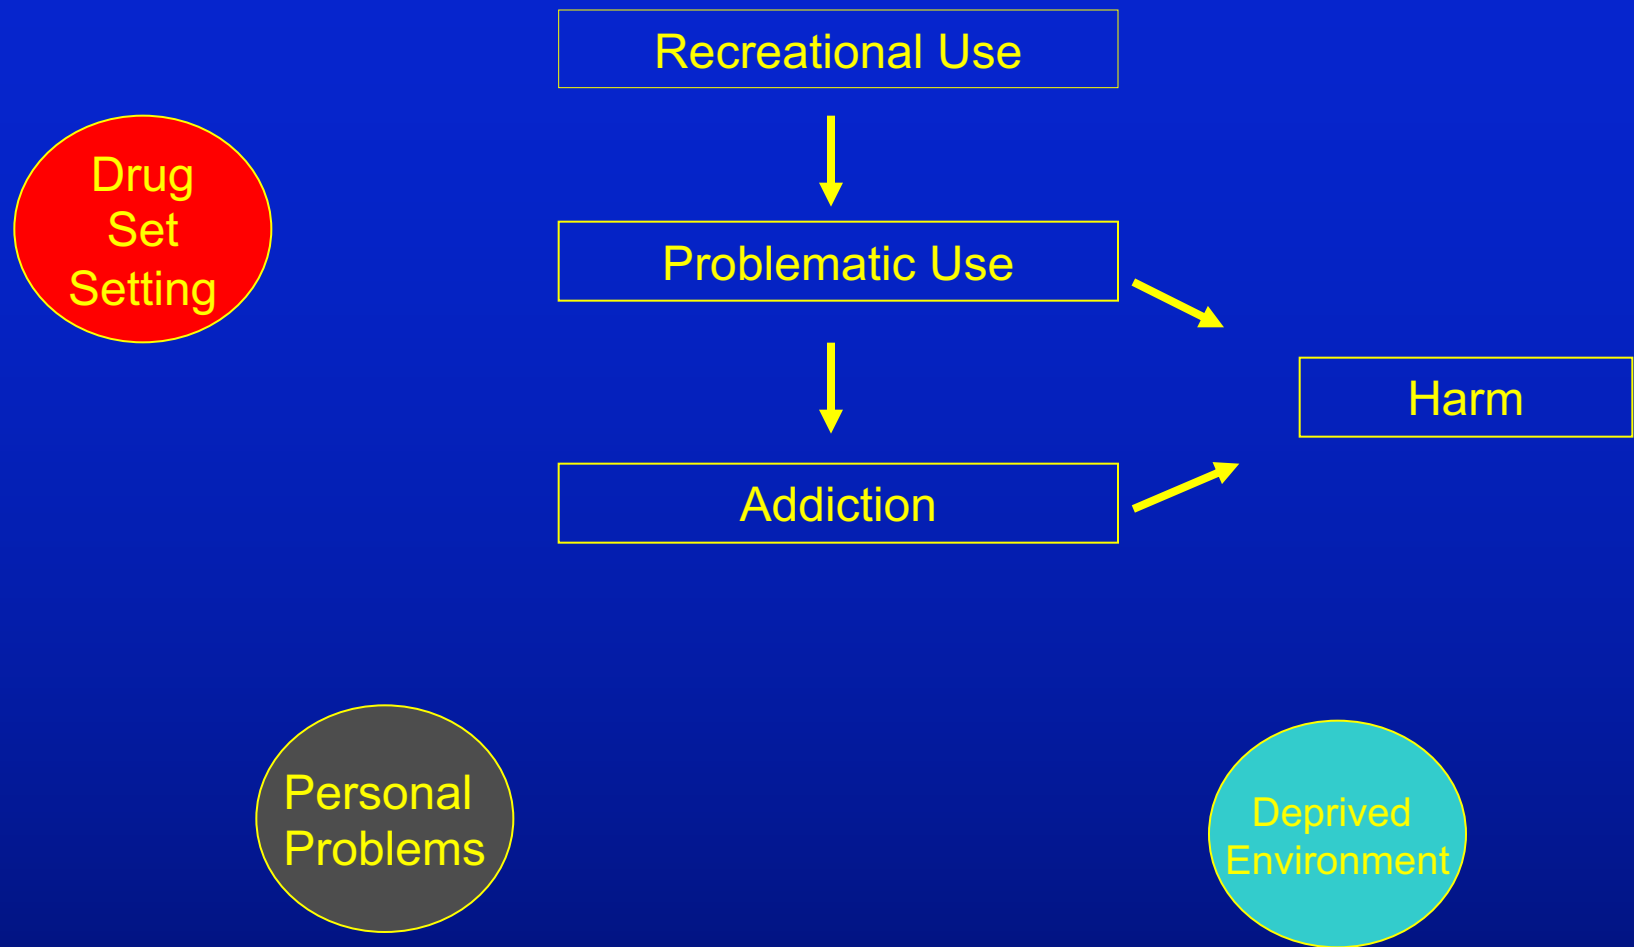 Recreational Use
Drug
Set
Setting
Problematic Use
Harm
Addiction
Personal
Problems
Deprived
Environment